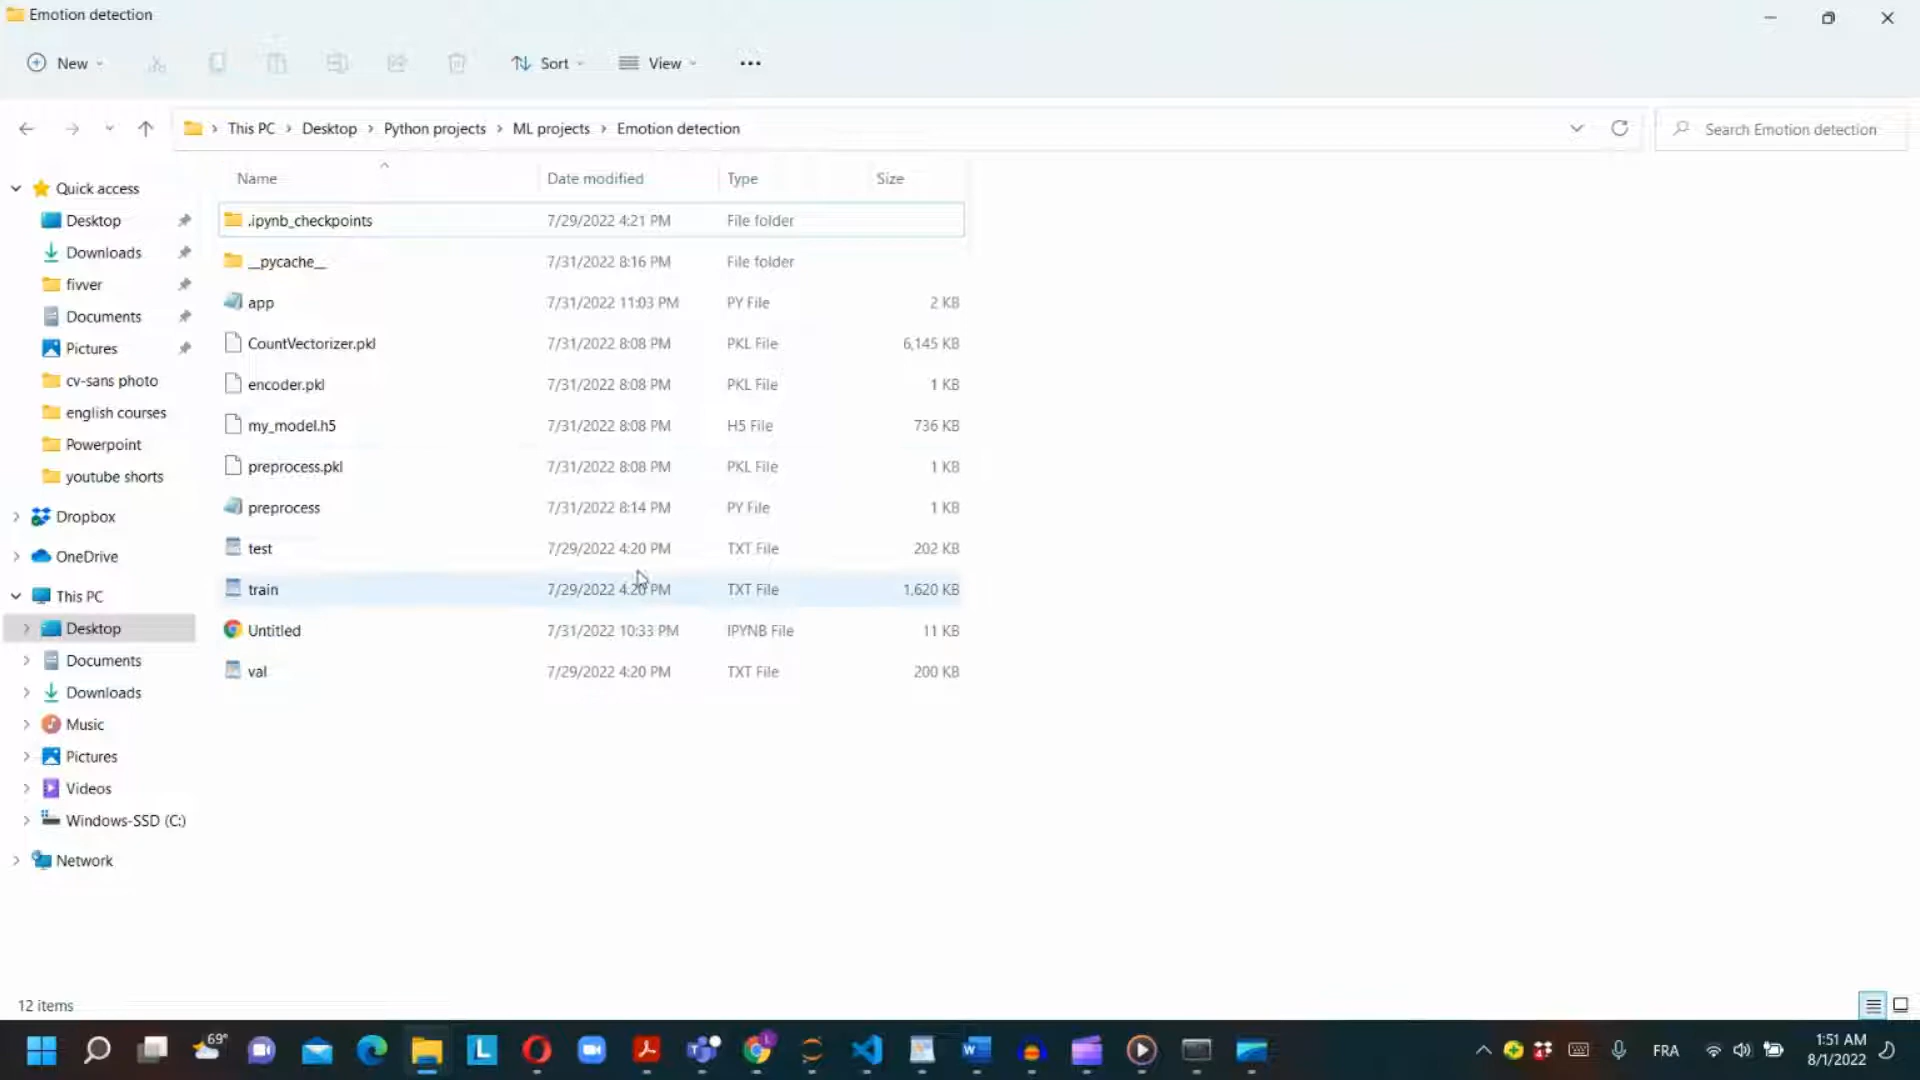 Emotion detection
New
Sort
View
This PC > Desktop > Python projects > ML projects > Emotion detection
Search Emotion detection
Name Date modified Type Size
Quick access
Desktop
Downloads
fivver
Documents
Pictures
cv-sans photo
english courses
Powerpoint
youtube shorts
Dropbox
OneDrive
This PC
Desktop
Documents
Downloads
Music
Pictures
Videos
Windows-SSD (C:)
Network
.ipynb_checkpoints 7/29/2022 4:21 PM File folder
__pycache__ 7/31/2022 8:16 PM File folder
app 7/31/2022 11:03 PM PY File 2 KB
CountVectorizer.pkl 7/31/2022 8:08 PM PKL File 6,145 KB
encoder.pkl 7/31/2022 8:08 PM PKL File 1 KB
my_model.h5 7/31/2022 8:08 PM H5 File 736 KB
preprocess.pkl 7/31/2022 8:08 PM PKL File 1 KB
preprocess 7/31/2022 8:14 PM PY File 1 KB
test 7/29/2022 4:20 PM TXT File 202 KB
train 7/29/2022 4:20 PM TXT File 1,620 KB
Untitled 7/31/2022 10:33 PM IPYNB File 11 KB
val 7/29/2022 4:20 PM TXT File 200 KB
12 items
69°
FRA
1:51 AM
8/1/2022